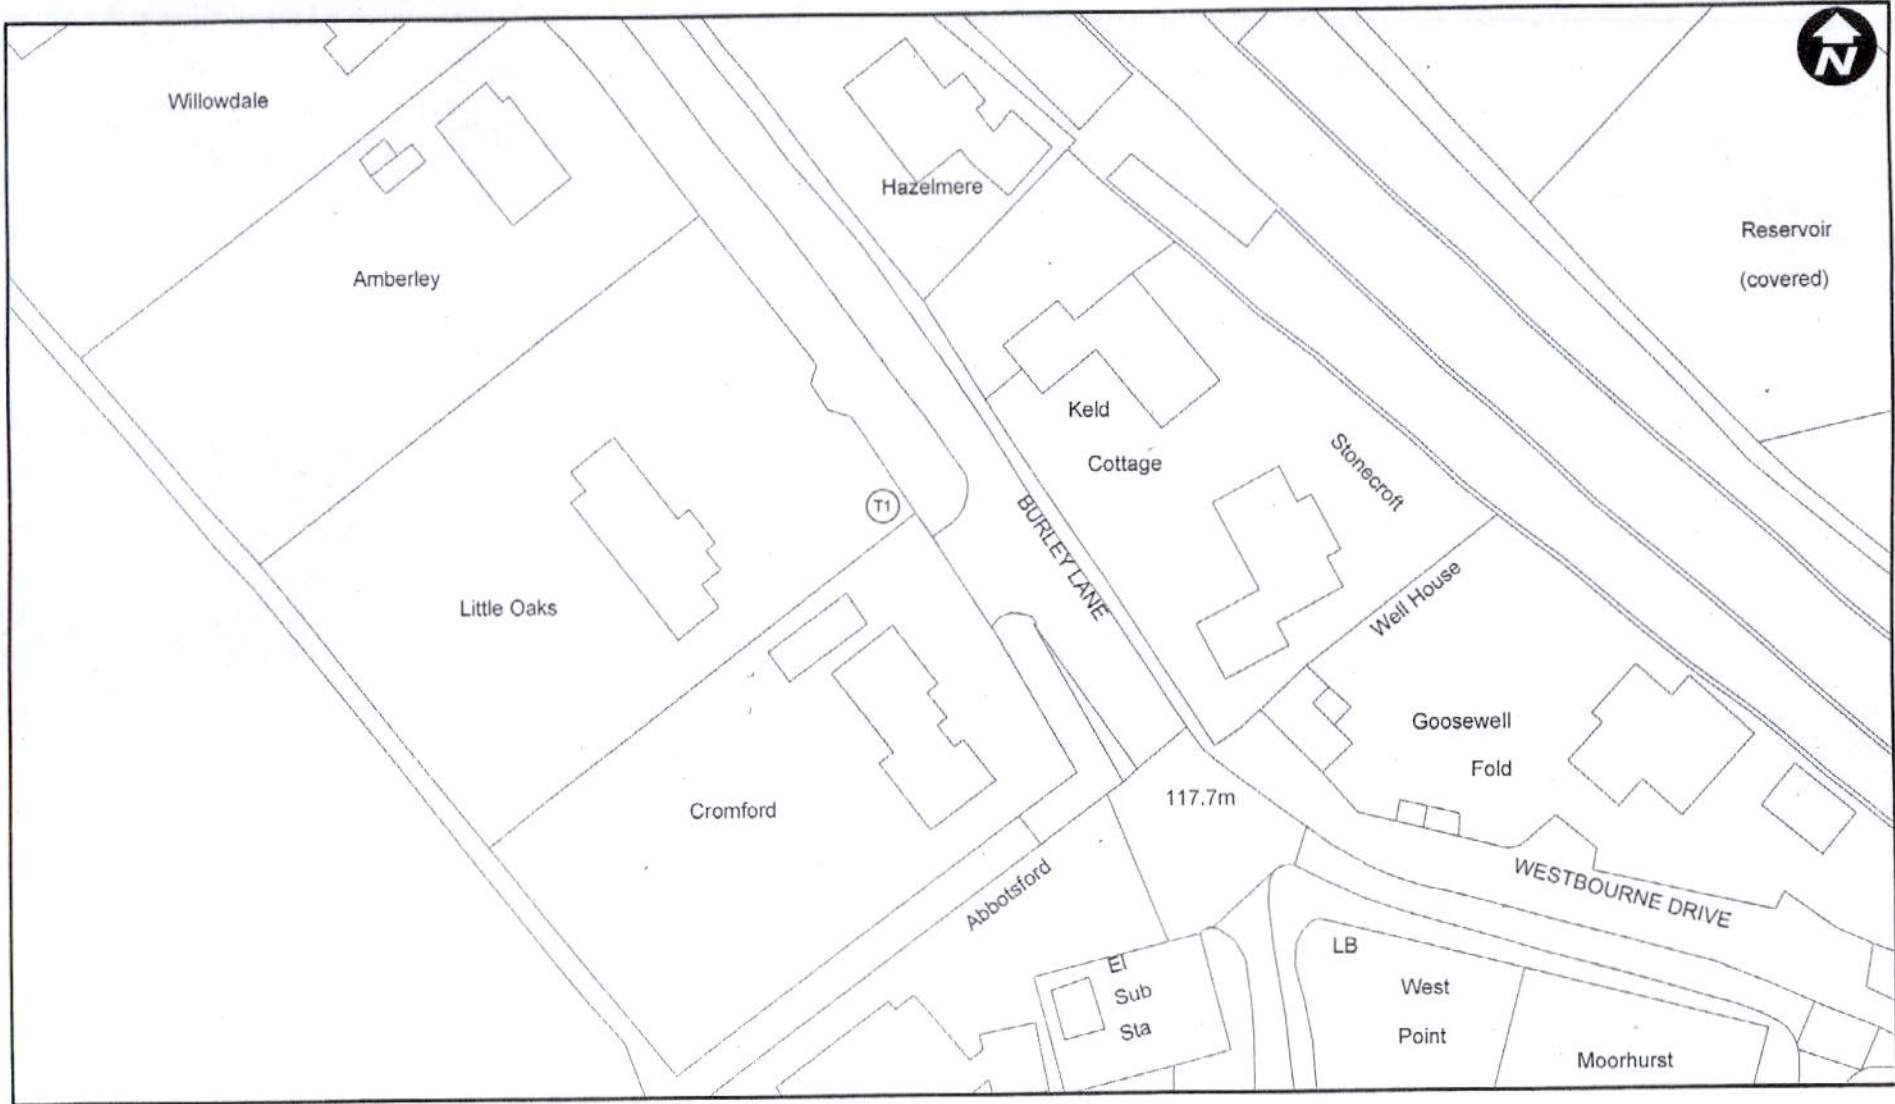 N
Willowdale
Hazelmere
Reservoir
(covered)
Amberley
Keld
Cottage
Stonecroft
T1
BURLEY LANE
Well House
Little Oaks
Goosewell
Fold
Cromford
117.7m
Abbotsford
WESTBOURNE DRIVE
LB
El
Sub
Sta
West
Point
Moorhurst